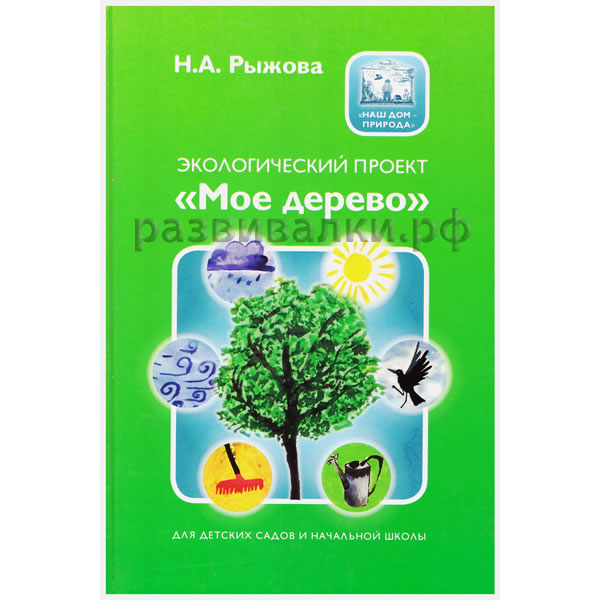 Н.А. Рыжова
«НАШ ДОМ –
ПРИРОДА»
ЭКОЛОГИЧЕСКИЙ ПРОЕКТ
«Мое дерево»
развивалки.рф
ДЛЯ ДЕТСКИХ САДОВ И НАЧАЛЬНОЙ ШКОЛЫ